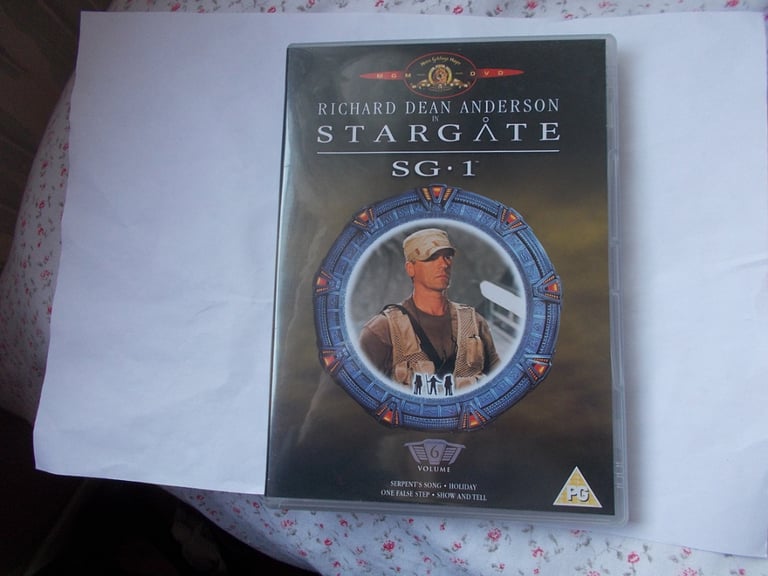 MGM DVD
RICHARD DEAN ANDERSON
IN
STARGATE
SG·1™
6
VOLUME
SERPENT'S SONG • HOLIDAY
ONE FALSE STEP • SHOW AND TELL
PG